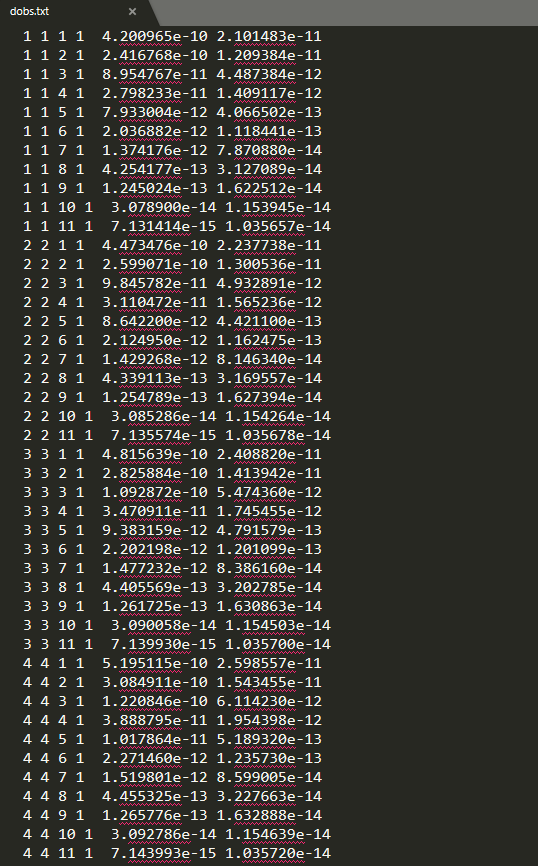 dobs.txt ×
1 1 1 1 4.200965e-10 2.101483e-11
1 1 2 1 2.416768e-10 1.209384e-11
1 1 3 1 8.954767e-11 4.487384e-12
1 1 4 1 2.798233e-11 1.409117e-12
1 1 5 1 7.933004e-12 4.066502e-13
1 1 6 1 2.036882e-12 1.118441e-13
1 1 7 1 1.374176e-12 7.870880e-14
1 1 8 1 4.254177e-13 3.127089e-14
1 1 9 1 1.245024e-13 1.622512e-14
1 1 10 1 3.078900e-14 1.153945e-14
1 1 11 1 7.131414e-15 1.035657e-14
2 2 1 1 4.473476e-10 2.237738e-11
2 2 2 1 2.599071e-10 1.300536e-11
2 2 3 1 9.845782e-11 4.932891e-12
2 2 4 1 3.110472e-11 1.565236e-12
2 2 5 1 8.642200e-12 4.421100e-13
2 2 6 1 2.124950e-12 1.162475e-13
2 2 7 1 1.429268e-12 8.146340e-14
2 2 8 1 4.339113e-13 3.169557e-14
2 2 9 1 1.254789e-13 1.627394e-14
2 2 10 1 3.085286e-14 1.154264e-14
2 2 11 1 7.135574e-15 1.035678e-14
3 3 1 1 4.815639e-10 2.408820e-11
3 3 2 1 2.825884e-10 1.413942e-11
3 3 3 1 1.092872e-10 5.474360e-12
3 3 4 1 3.470911e-11 1.745455e-12
3 3 5 1 9.383159e-12 4.791579e-13
3 3 6 1 2.202198e-12 1.201099e-13
3 3 7 1 1.477232e-12 8.386160e-14
3 3 8 1 4.405569e-13 3.202785e-14
3 3 9 1 1.261725e-13 1.630863e-14
3 3 10 1 3.090058e-14 1.154503e-14
3 3 11 1 7.139930e-15 1.035700e-14
4 4 1 1 5.195115e-10 2.598557e-11
4 4 2 1 3.084911e-10 1.543455e-11
4 4 3 1 1.220846e-10 6.114230e-12
4 4 4 1 3.888795e-11 1.954398e-12
4 4 5 1 1.017864e-11 5.189320e-13
4 4 6 1 2.271460e-12 1.235730e-13
4 4 7 1 1.519801e-12 8.599005e-14
4 4 8 1 4.455325e-13 3.227663e-14
4 4 9 1 1.265776e-13 1.632888e-14
4 4 10 1 3.092786e-14 1.154639e-14
4 4 11 1 7.143993e-15 1.035720e-14